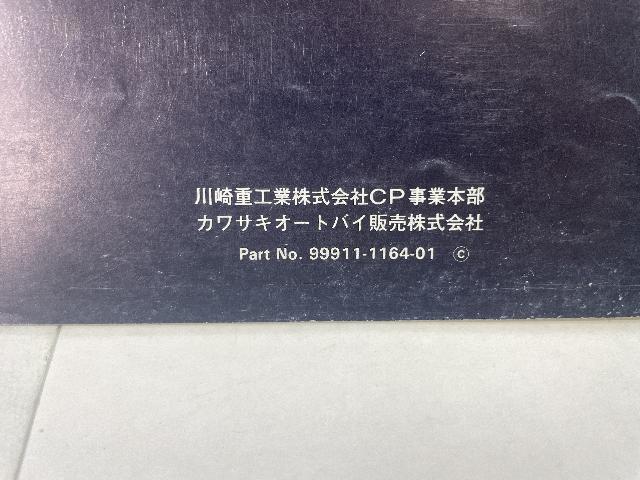 川崎重工業株式会社CP事業本部
カワサキオートバイ販売株式会社
Part No. 99911-1164-01 ©